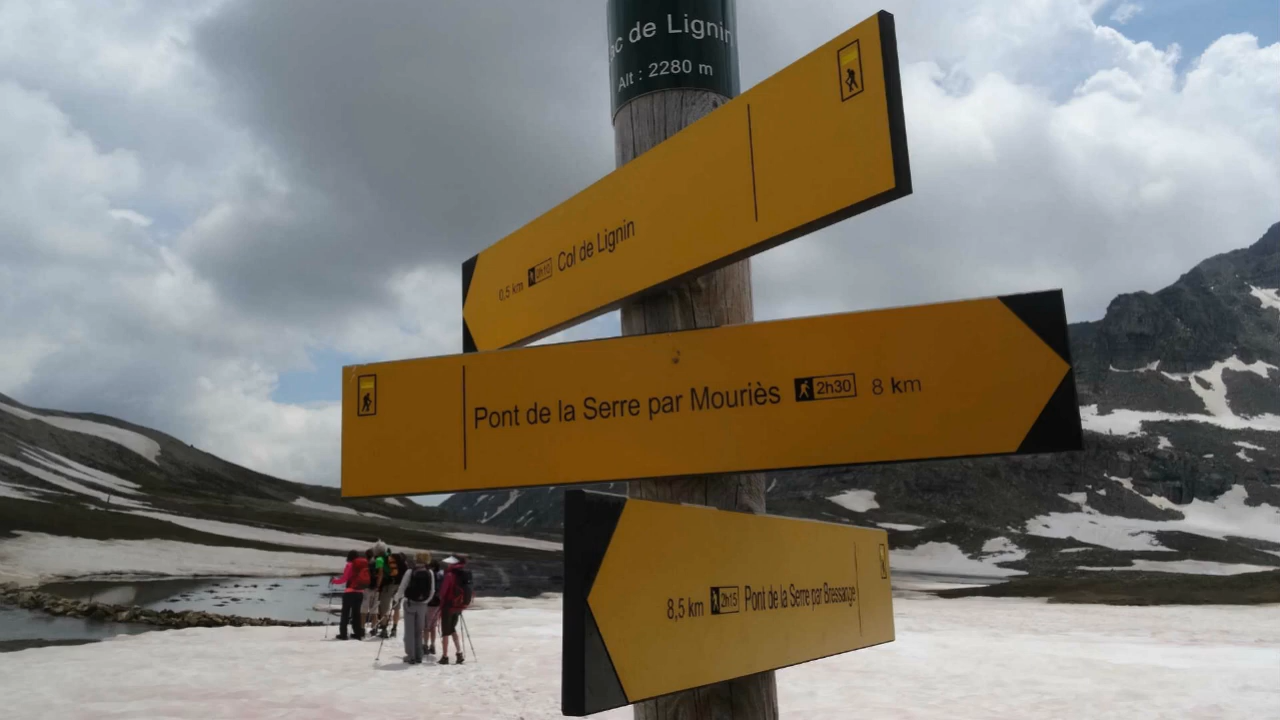 ac de Lignin
Alt : 2280 m
0,5 km 0h10 Col de Lignin
Pont de la Serre par Mouriès 2h30 8 km
8,5 km 2h15 Pont de la Serre par Bressange